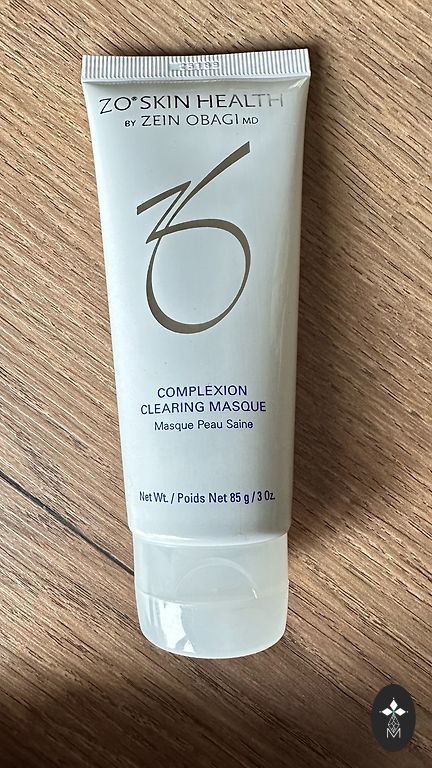 ZO® SKIN HEALTH
BY ZEIN OBAGI MD
COMPLEXION
CLEARING MASQUE
Masque Peau Saine
Net Wt. / Poids Net 85 g / 3 Oz.